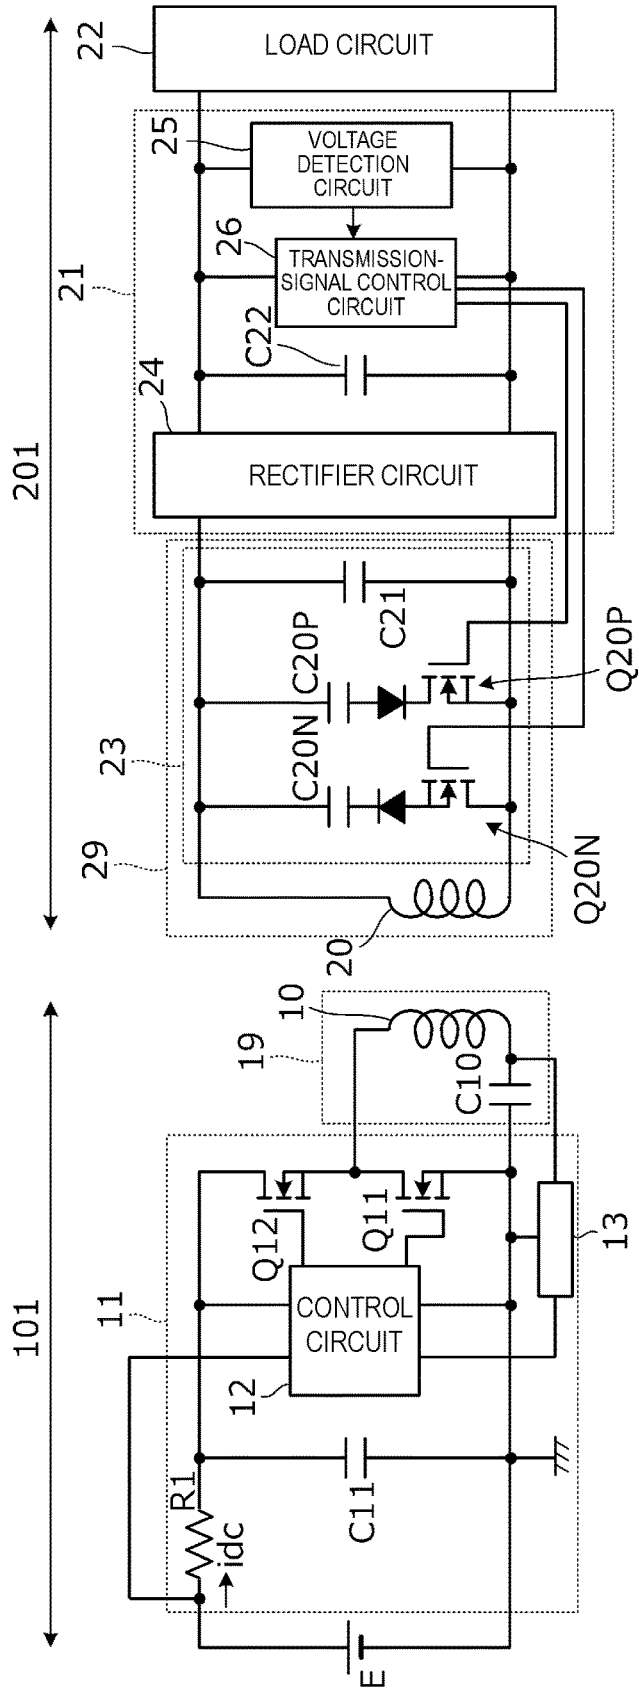 22
LOAD CIRCUIT
25
VOLTAGE
DETECTION
CIRCUIT
26
TRANSMISSION-
SIGNAL CONTROL
CIRCUIT
21
C22
24
201
RECTIFIER CIRCUIT
C21
C20P
Q20P
23
C20N
Q20N
29
20
10
19
C10
Q12
Q11
13
11
CONTROL
CIRCUIT
101
12
R1
C11
idc
E